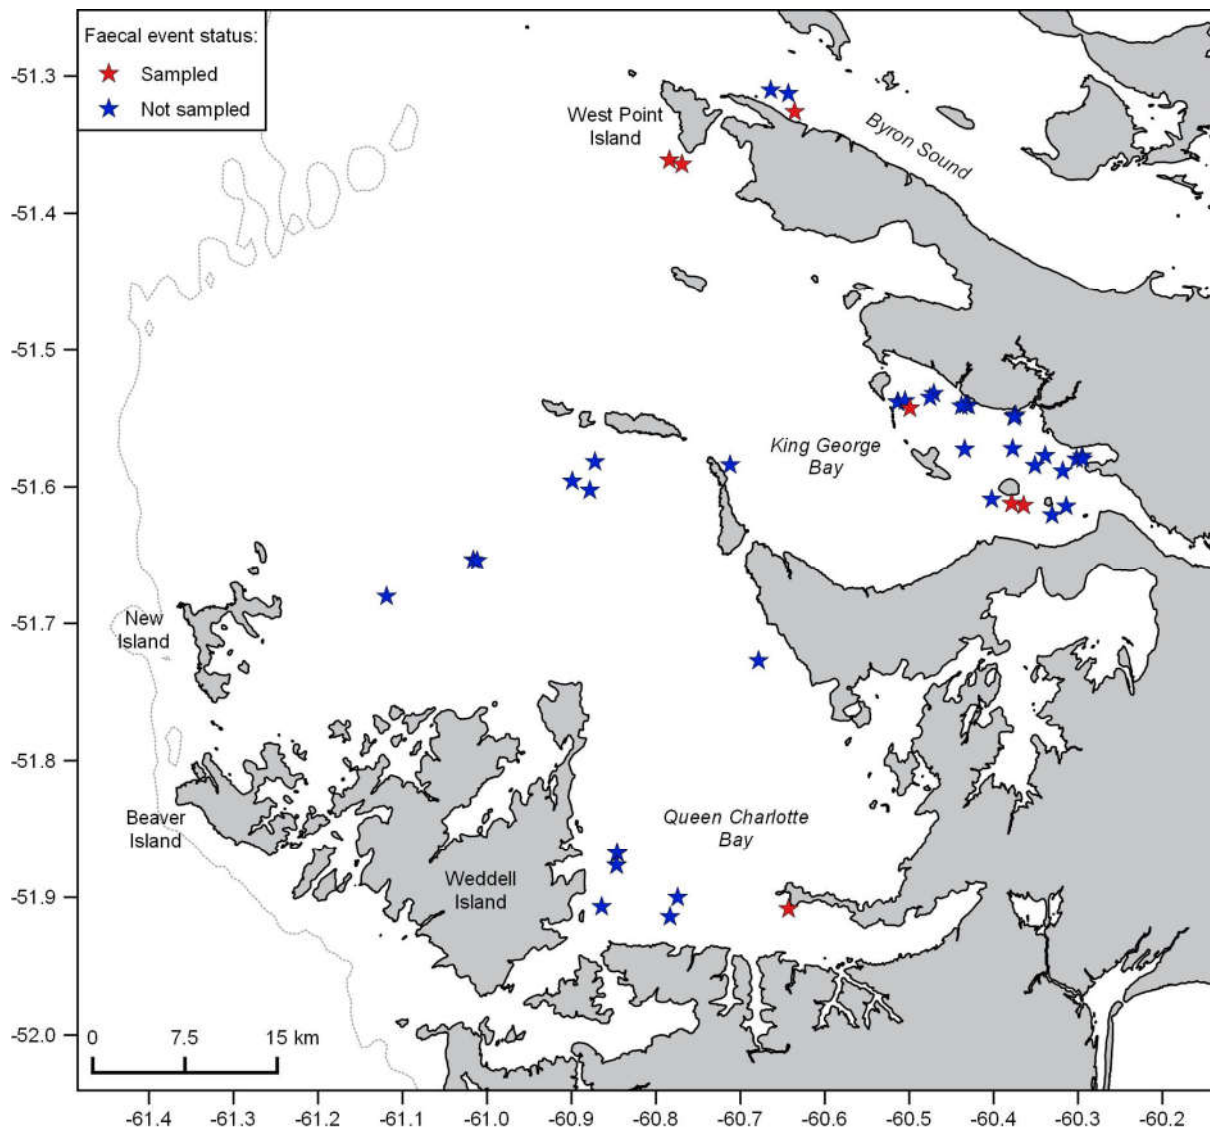 Faecal event status:
Sampled
Not sampled
West Point
Island
Byron Sound
King George
Bay
New
Island
Beaver
Island
Queen Charlotte
Bay
Weddell
Island
0 7.5 15 km
-51.3
-51.4
-51.5
-51.6
-51.7
-51.8
-51.9
-52.0
-61.4 -61.3 -61.2 -61.1 -61.0 -60.9 -60.8 -60.7 -60.6 -60.5 -60.4 -60.3 -60.2